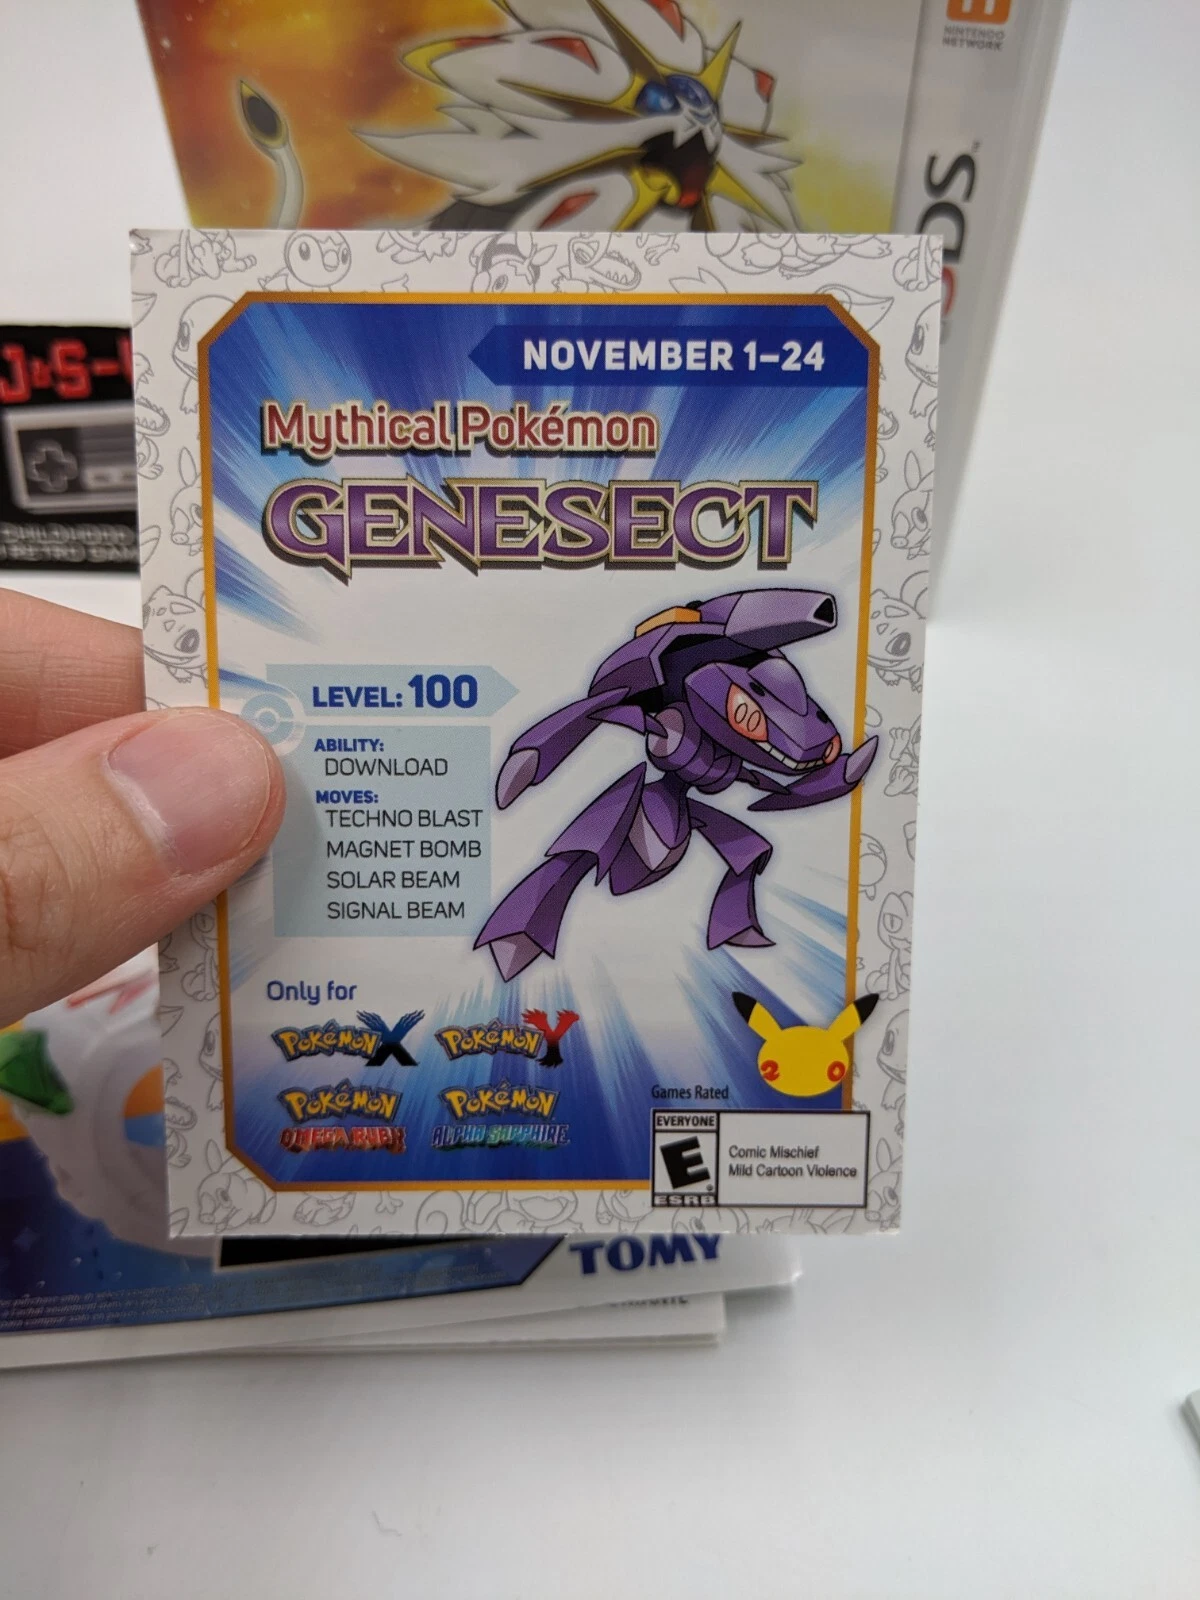 NINTENDO
NETWORK
3DS
J&S-
NOVEMBER 1–24
Mythical Pokémon
GENESECT
LEVEL: 100
ABILITY:
DOWNLOAD
MOVES:
TECHNO BLAST
MAGNET BOMB
SOLAR BEAM
SIGNAL BEAM
Only for
POKéMON X
POKéMON Y
POKéMON OMEGA RUBY
POKéMON ALPHA SAPPHIRE
20
Games Rated
EVERYONE
E
ESRB
Comic Mischief
Mild Cartoon Violence
TOMY